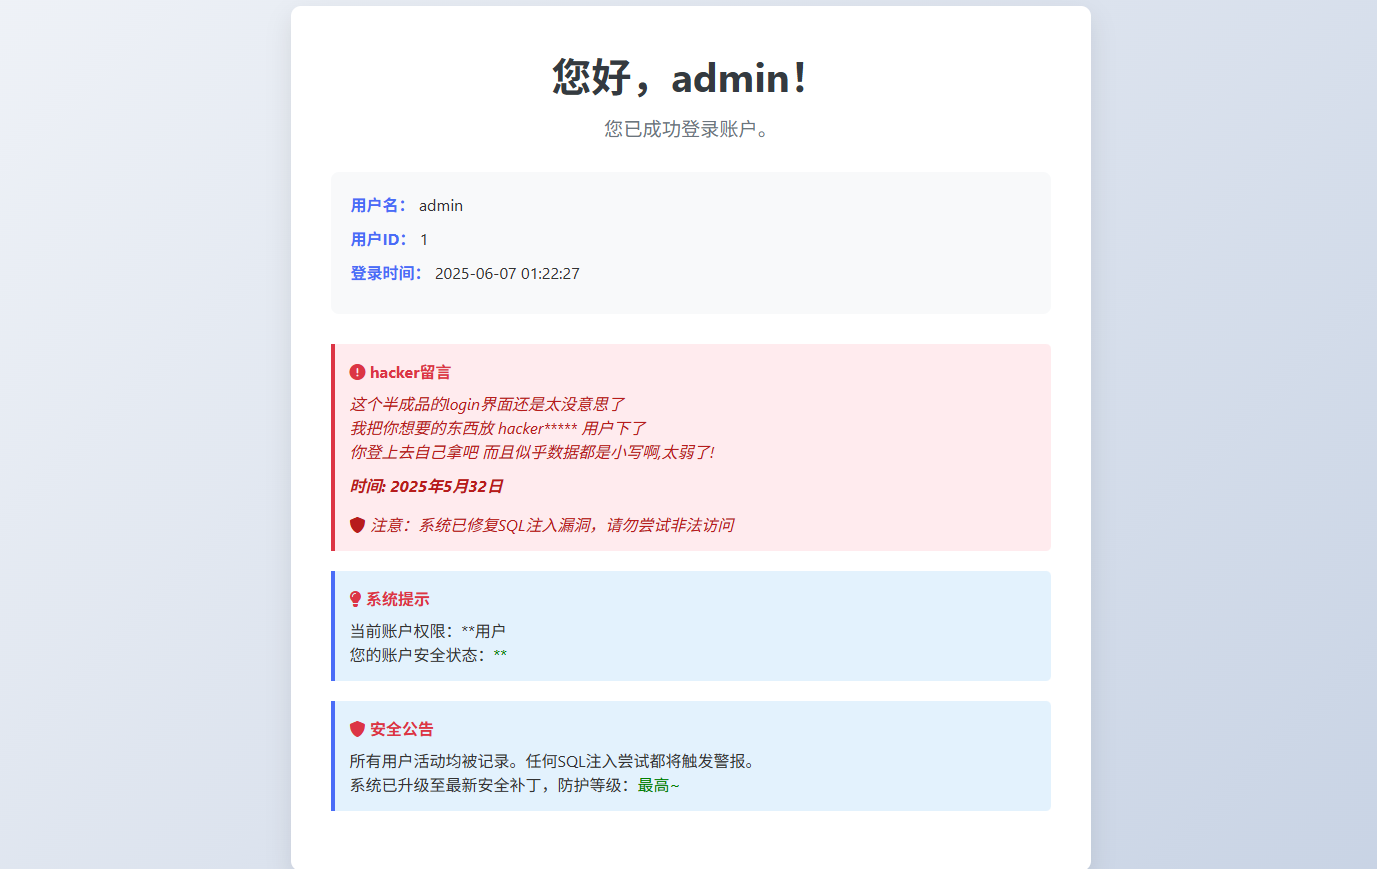 您好，admin！
您已成功登录账户。
用户名： admin
用户ID： 1
登录时间： 2025-06-07 01:22:27
hacker留言
这个半成品的login界面还是太没意思了
我把你想要的东西放 hacker***** 用户下了
你登上去自己拿吧 而且似乎数据都是小写啊,太弱了!
时间: 2025年5月32日
注意：系统已修复SQL注入漏洞，请勿尝试非法访问
系统提示
当前账户权限：**用户
您的账户安全状态：**
安全公告
所有用户活动均被记录。任何SQL注入尝试都将触发警报。
系统已升级至最新安全补丁，防护等级：最高~